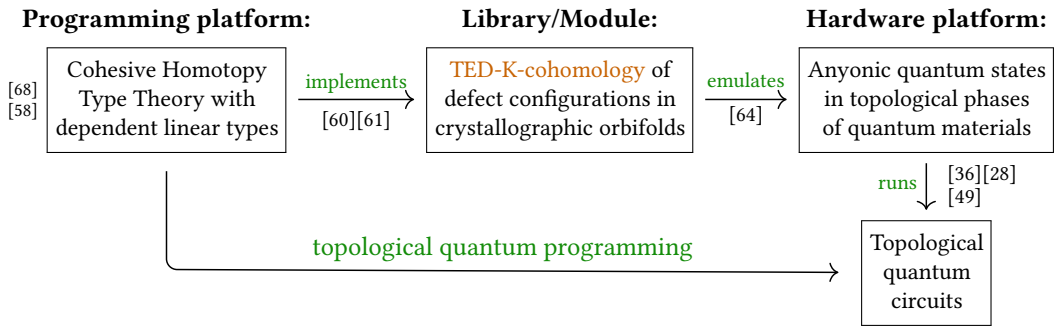 Programming platform:
Library/Module:
Hardware platform:
[68]
[58]
Cohesive Homotopy
Type Theory with
dependent linear types
implements
[60][61]
TED-K-cohomology of
defect configurations in
crystallographic orbifolds
emulates
[64]
Anyonic quantum states
in topological phases
of quantum materials
runs
[36][28]
[49]
topological quantum programming
Topological
quantum
circuits